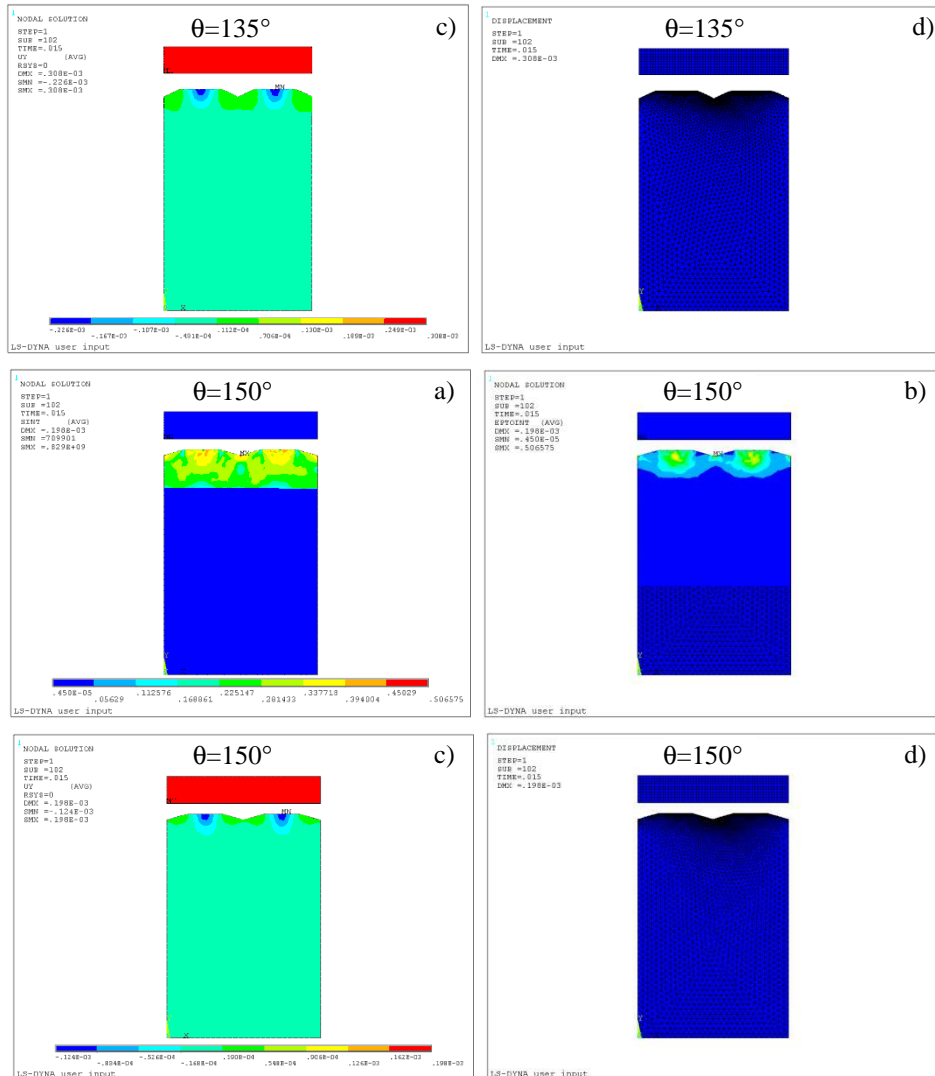 1
NODAL SOLUTION
STEP=1
SUB =102
TIME=.015
UY (AVG)
RSYS=0
DMX =.308E-03
SMN =-.226E-03
SMX =.308E-03
θ=135°
c)
MN
X
-.226E-03 -.167E-03 -.107E-03 -.481E-04 .112E-04 .706E-04 .130E-03 .189E-03 .249E-03 .308E-03
LS-DYNA user input
1
DISPLACEMENT
STEP=1
SUB =102
TIME=.015
DMX =.308E-03
θ=135°
d)
Y
LS-DYNA user input
1
NODAL SOLUTION
STEP=1
SUB =102
TIME=.015
SINT (AVG)
DMX =.198E-03
SMN =709901
SMX =.829E+09
θ=150°
a)
MX
Y
.450E-05 .05629 .112576 .168861 .225147 .281433 .337718 .394004 .45029 .506575
LS-DYNA user input
1
NODAL SOLUTION
STEP=1
SUB =102
TIME=.015
EPTOINT (AVG)
DMX =.198E-03
SMN =.450E-05
SMX =.506575
θ=150°
b)
Y
LS-DYNA user input
1
NODAL SOLUTION
STEP=1
SUB =102
TIME=.015
UY (AVG)
RSYS=0
DMX =.198E-03
SMN =-.124E-03
SMX =.198E-03
θ=150°
c)
MN
X
-.124E-03 -.884E-04 -.526E-04 -.168E-04 .190E-04 .548E-04 .906E-04 .126E-03 .162E-03 .198E-03
LS-DYNA user input
1
DISPLACEMENT
STEP=1
SUB =102
TIME=.015
DMX =.198E-03
θ=150°
d)
Y
LS-DYNA user input